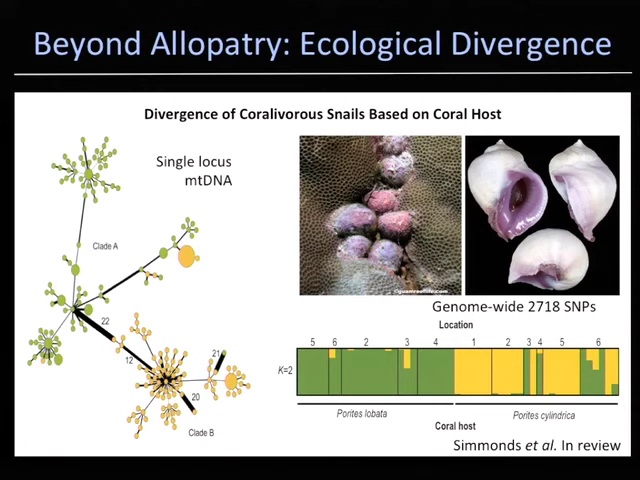 Beyond Allopatry: Ecological Divergence
Divergence of Coralivorous Snails Based on Coral Host
Single locus
mtDNA
Clade A
22
12
21
20
Clade B
©guamreeflife.com
Genome-wide 2718 SNPs
Location
5 6 2 3 4 1 2 3 4 5 6
K=2
Porites lobata
Porites cylindrica
Coral host
Simmonds et al. In review